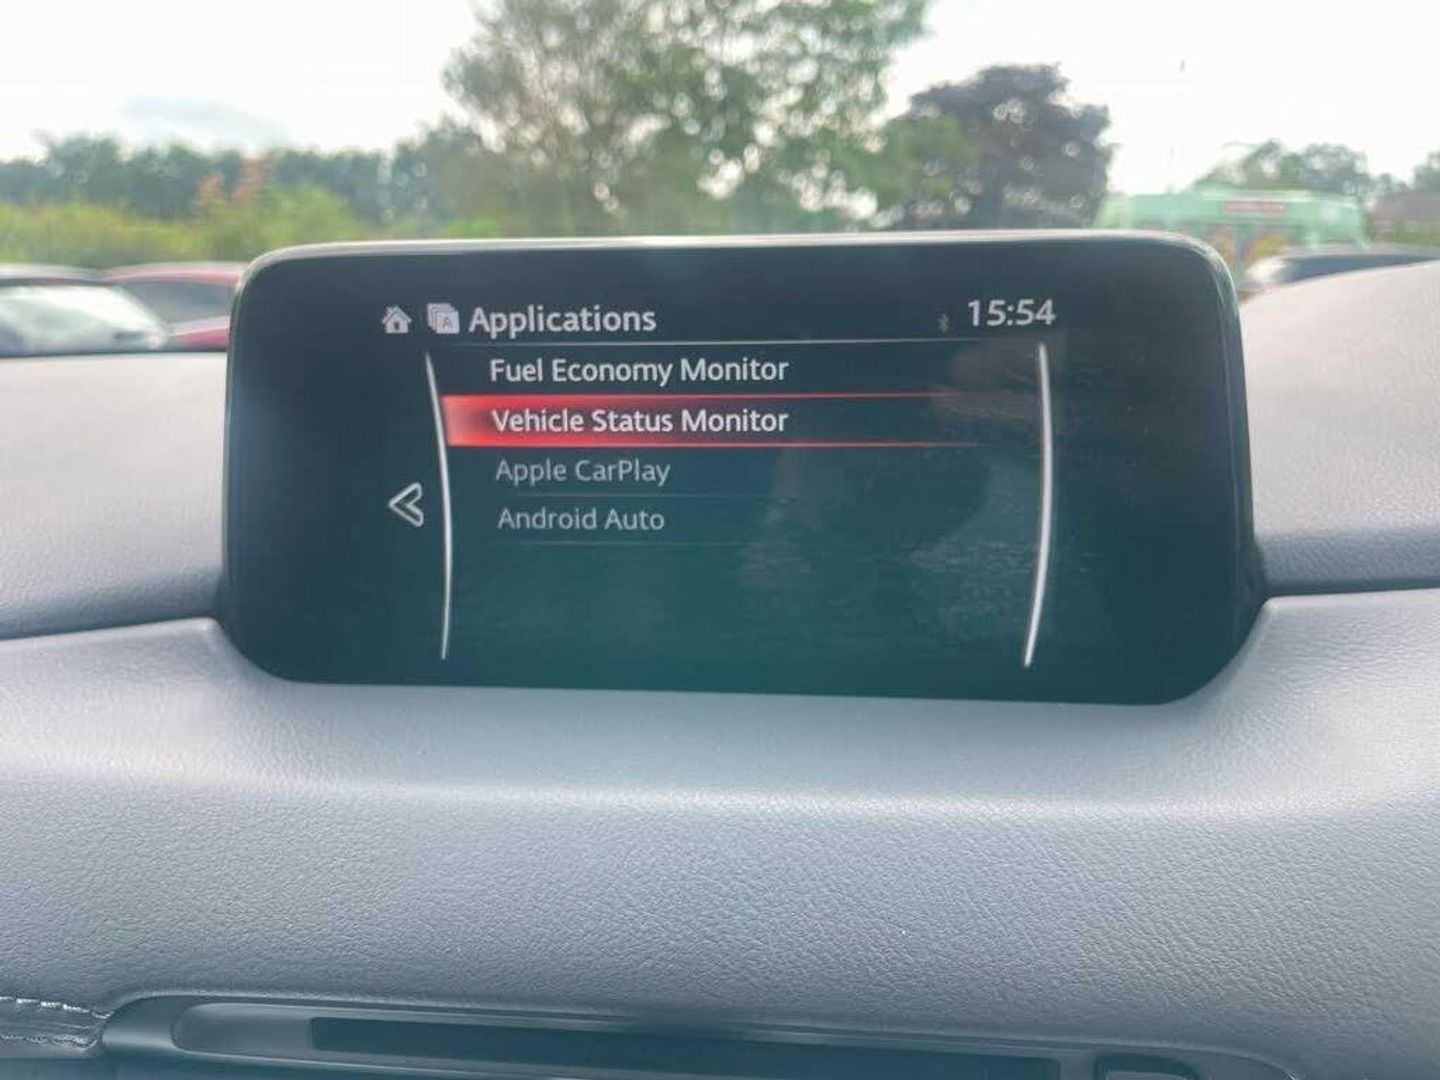 Applications 15:54
Fuel Economy Monitor
Vehicle Status Monitor
Apple CarPlay
Android Auto